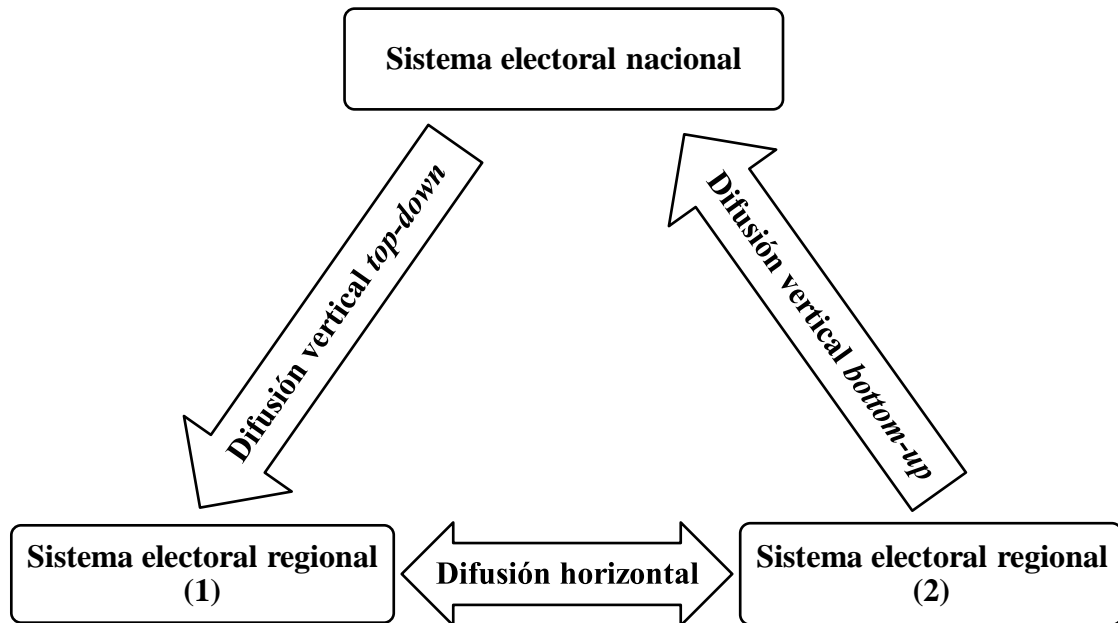 Sistema electoral nacional
Difusión vertical top-down
Difusión vertical bottom-up
Sistema electoral regional
(1)
Difusión horizontal
Sistema electoral regional
(2)